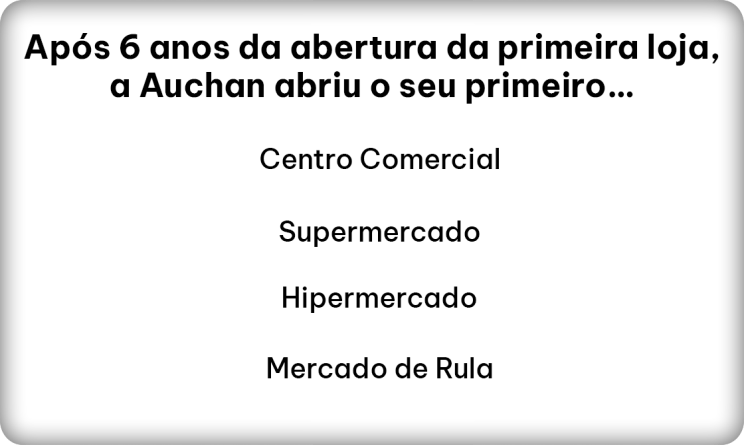 Após 6 anos da abertura da primeira loja,
a Auchan abriu o seu primeiro...
Centro Comercial
Supermercado
Hipermercado
Mercado de Rula